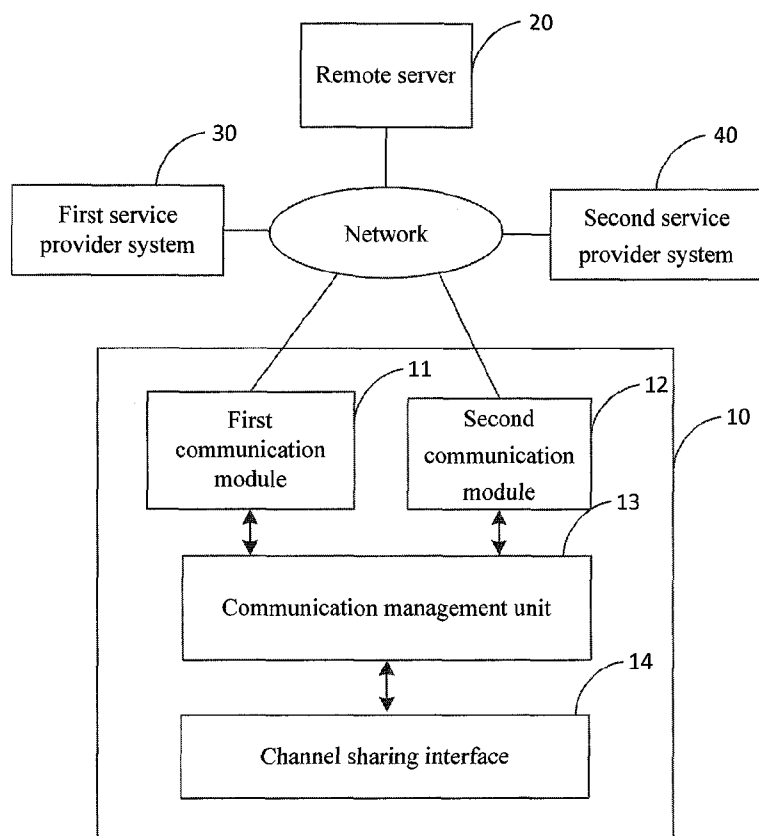 20
Remote server
30
40
First service
provider system
Network
Second service
provider system
11
12
10
First
communication
module
Second
communication
module
13
Communication management unit
14
Channel sharing interface